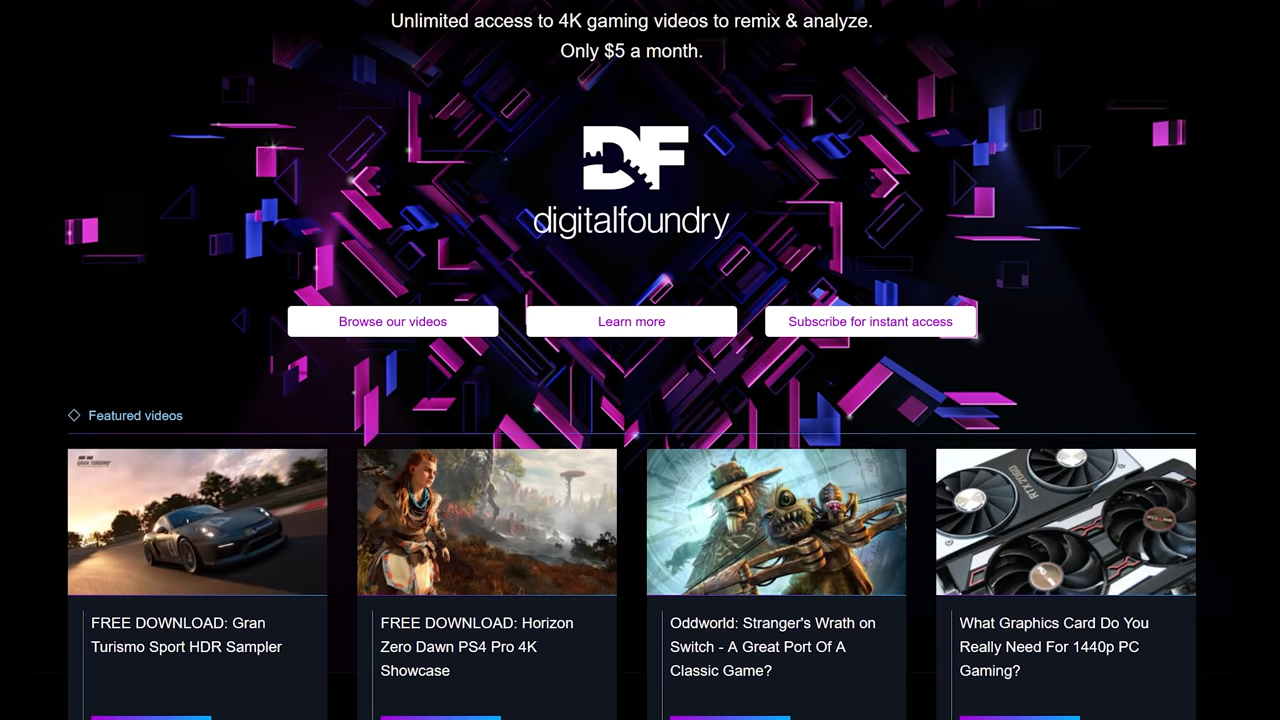 Unlimited access to 4K gaming videos to remix & analyze.
Only $5 a month.
DF
digitalfoundry
Browse our videos
Learn more
Subscribe for instant access
Featured videos
GRAN TURISMO
RTX2060
FREE DOWNLOAD: Gran
Turismo Sport HDR Sampler
FREE DOWNLOAD: Horizon
Zero Dawn PS4 Pro 4K
Showcase
Oddworld: Stranger's Wrath on
Switch - A Great Port Of A
Classic Game?
What Graphics Card Do You
Really Need For 1440p PC
Gaming?